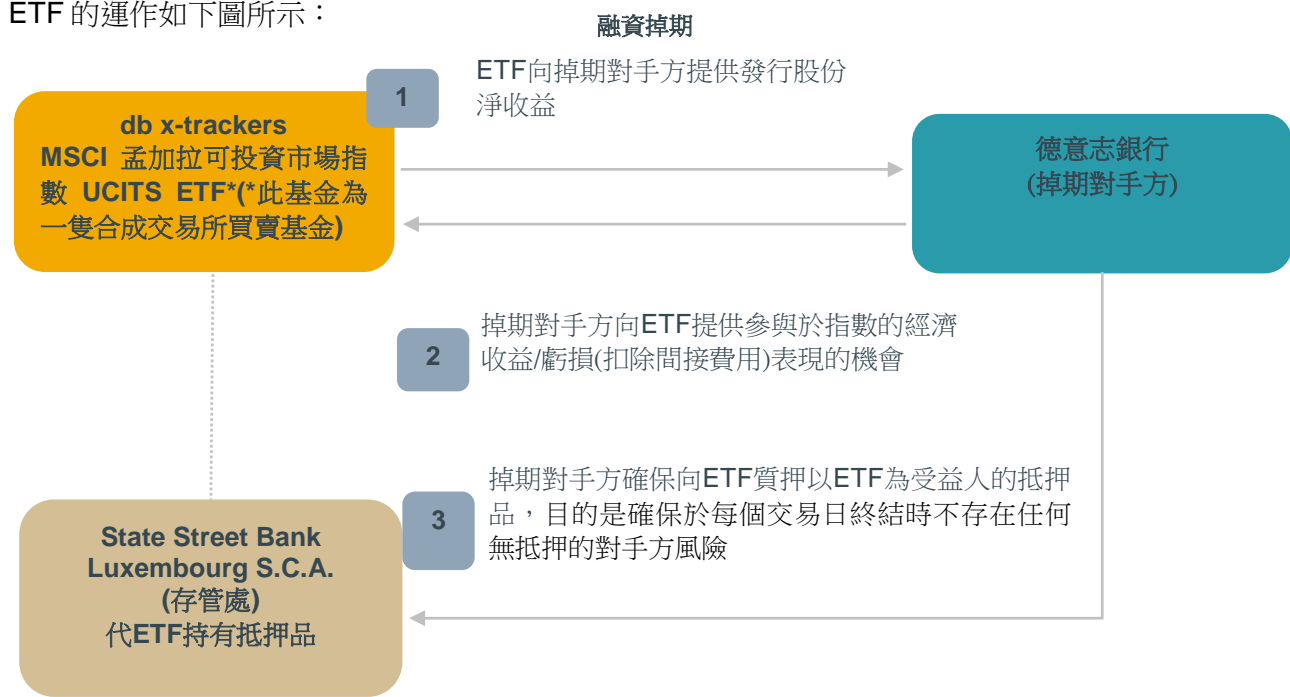 ETF 的運作如下圖所示：
融資掉期
1
ETF向掉期對手方提供發行股份
淨收益
db x-trackers
MSCI 孟加拉可投資市場指
數 UCITS ETF*(*此基金為
一隻合成交易所買賣基金)
德意志銀行
(掉期對手方)
2
掉期對手方向ETF提供參與於指數的經濟
收益/虧損(扣除間接費用)表現的機會
3
掉期對手方確保向ETF質押以ETF為受益人的抵押
品，目的是確保於每個交易日終結時不存在任何
無抵押的對手方風險
State Street Bank
Luxembourg S.C.A.
(存管處)
代ETF持有抵押品